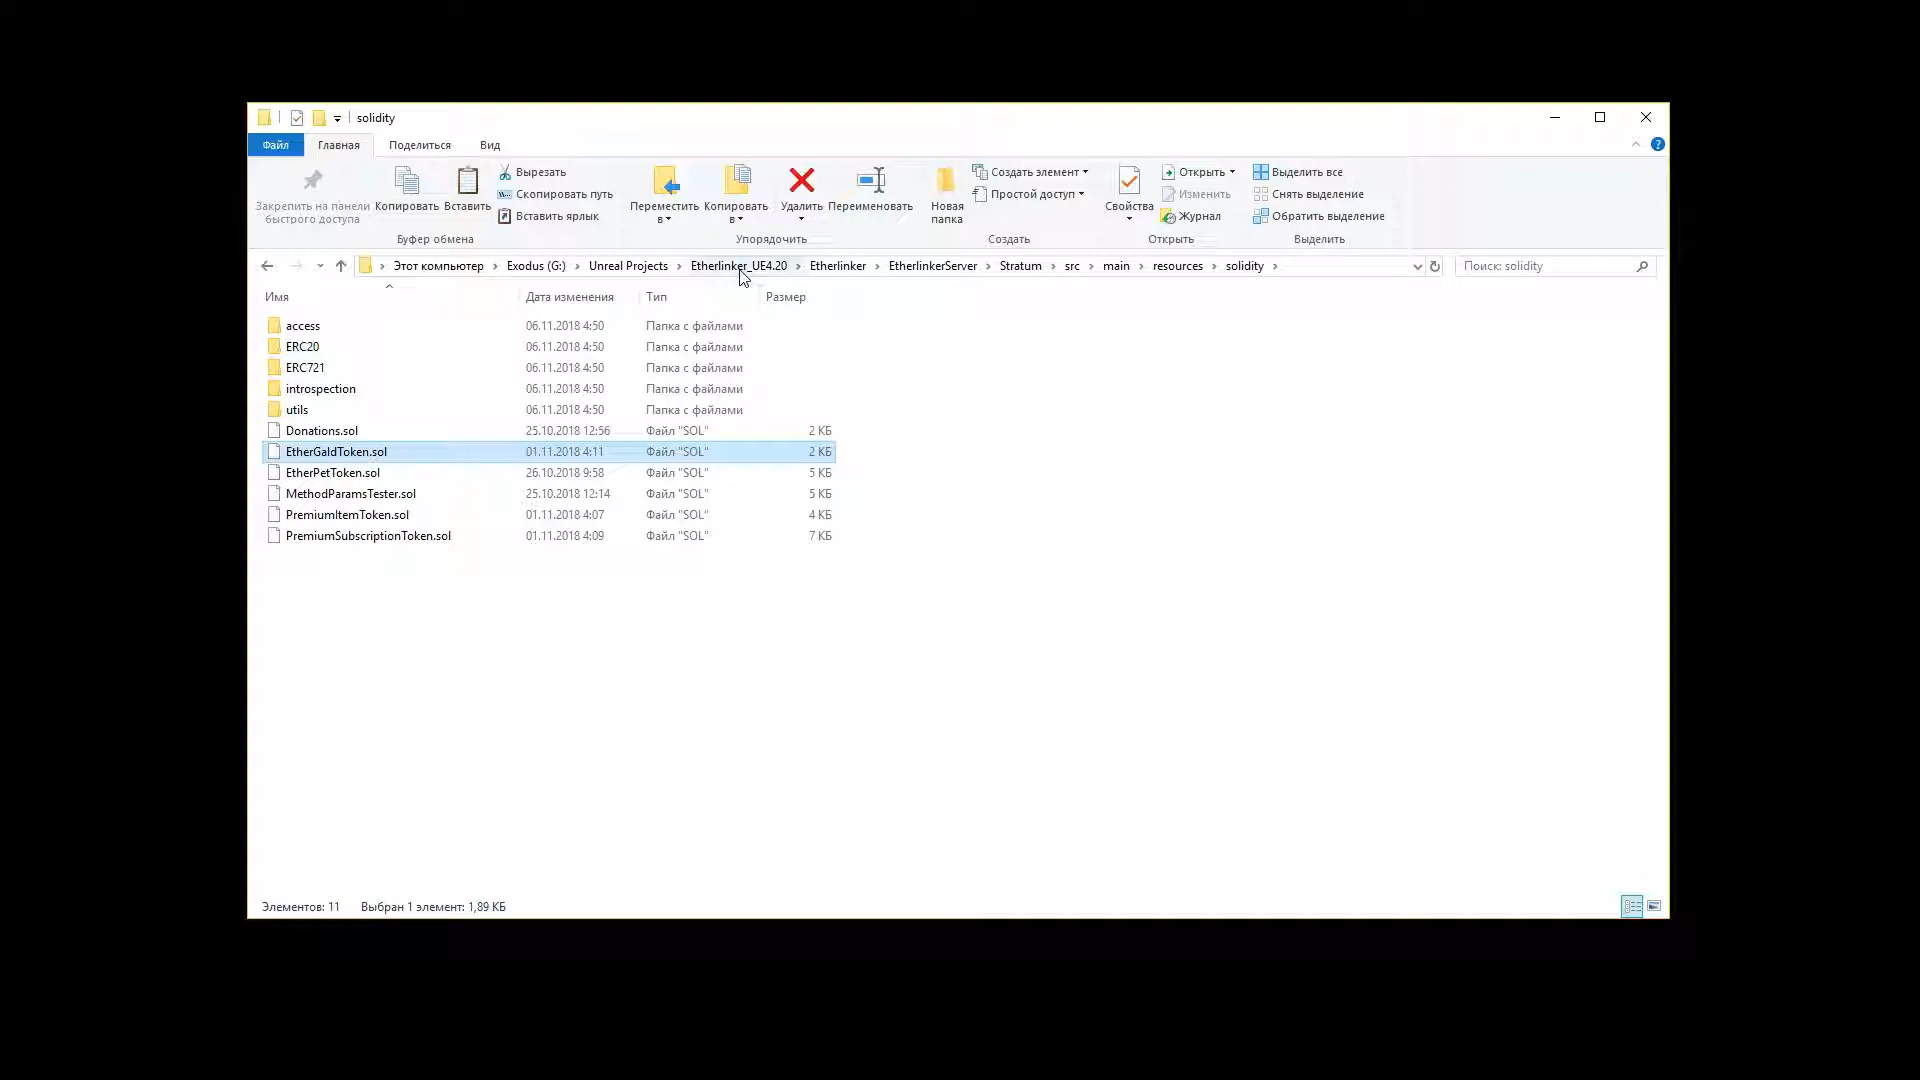 solidity
Файл Главная Поделиться Вид
Закрепить на панели быстрого доступа
Копировать
Вставить
Вырезать
Скопировать путь
Вставить ярлык
Буфер обмена
Переместить в
Копировать в
Удалить
Переименовать
Упорядочить
Новая папка
Создать элемент
Простой доступ
Создать
Свойства
Открыть
Изменить
Журнал
Открыть
Выделить все
Снять выделение
Обратить выделение
Выделить
Этот компьютер > Exodus (G:) > Unreal Projects > Etherlinker_UE4.20 > Etherlinker > EtherlinkerServer > Stratum > src > main > resources > solidity >
Поиск: solidity
Имя Дата изменения Тип Размер
access 06.11.2018 4:50 Папка с файлами
ERC20 06.11.2018 4:50 Папка с файлами
ERC721 06.11.2018 4:50 Папка с файлами
introspection 06.11.2018 4:50 Папка с файлами
utils 06.11.2018 4:50 Папка с файлами
Donations.sol 25.10.2018 12:56 Файл "SOL" 2 КБ
EtherGaldToken.sol 01.11.2018 4:11 Файл "SOL" 2 КБ
EtherPetToken.sol 26.10.2018 9:58 Файл "SOL" 5 КБ
MethodParamsTester.sol 25.10.2018 12:14 Файл "SOL" 5 КБ
PremiumItemToken.sol 01.11.2018 4:07 Файл "SOL" 4 КБ
PremiumSubscriptionToken.sol 01.11.2018 4:09 Файл "SOL" 7 КБ
Элементов: 11 Выбран 1 элемент: 1,89 КБ